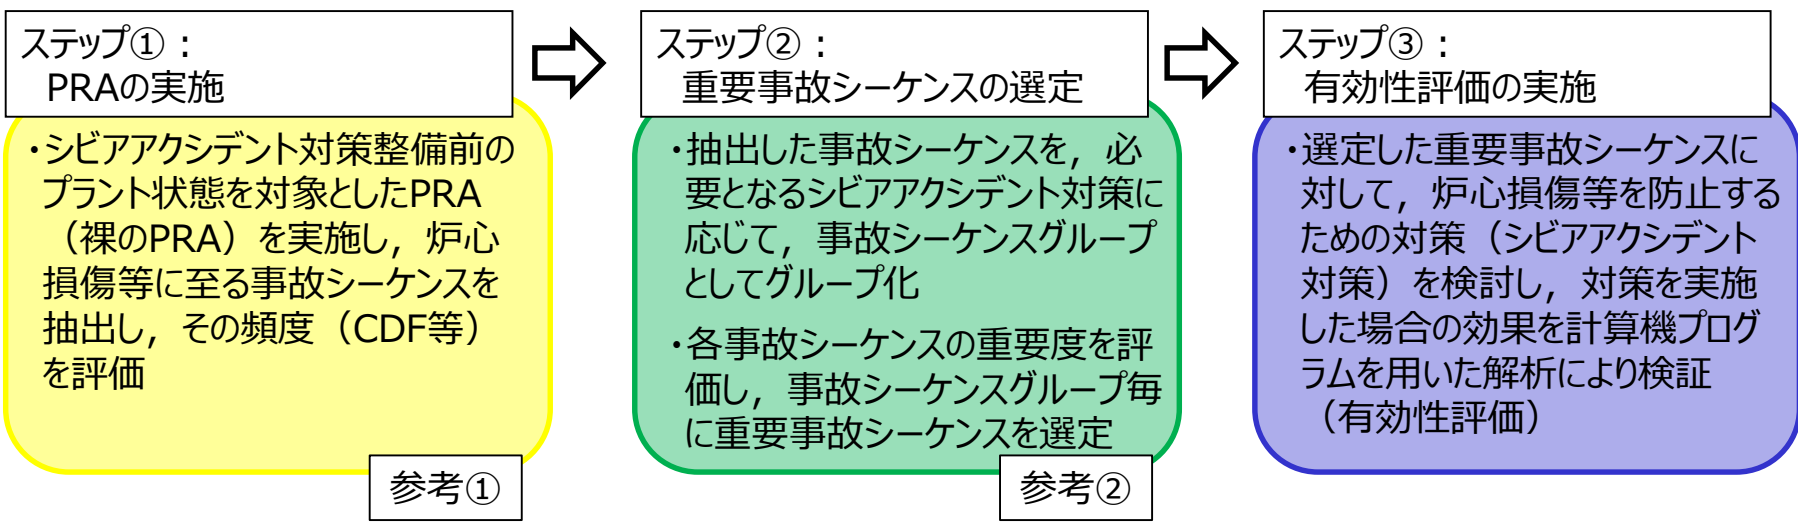 ステップ①：
PRAの実施
・シビアアクシデント対策整備前の
プラント状態を対象としたPRA
（裸のPRA）を実施し，炉心
損傷等に至る事故シーケンスを
抽出し，その頻度（CDF等）
を評価
参考①
ステップ②：
重要事故シーケンスの選定
・抽出した事故シーケンスを，必
要となるシビアアクシデント対策に
応じて，事故シーケンスグループ
としてグループ化
・各事故シーケンスの重要度を評
価し，事故シーケンスグループ毎
に重要事故シーケンスを選定
参考②
ステップ③：
有効性評価の実施
・選定した重要事故シーケンスに
対して，炉心損傷等を防止する
ための対策（シビアアクシデント
対策）を検討し，対策を実施
した場合の効果を計算機プログ
ラムを用いた解析により検証
（有効性評価）